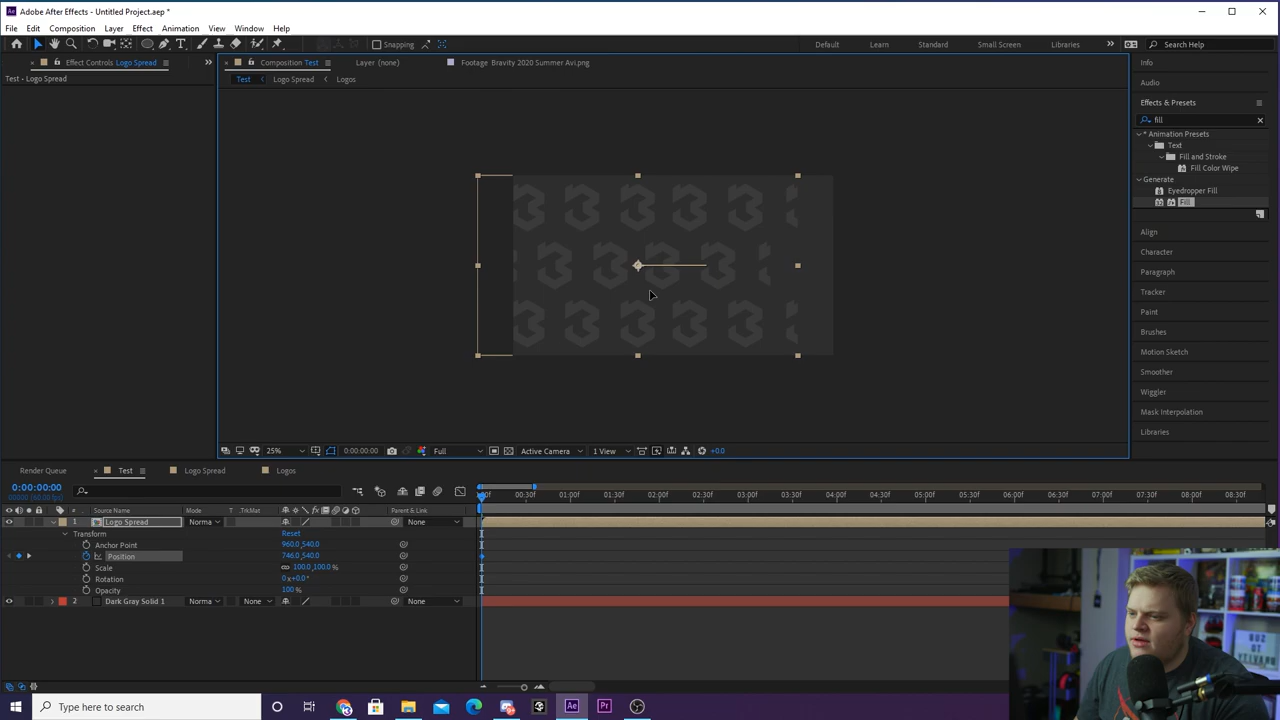 Adobe After Effects - Untitled Project.aep *
File Edit Composition Layer Effect Animation View Window Help
Snapping Default Learn Standard Small Screen Libraries Search Help
Effect Controls Logo Spread Composition Test Layer (none) Footage Bravity 2020 Summer Avi.png Info
Test • Logo Spread Test Logo Spread Logos Audio
Effects & Presets
fill
* Animation Presets
Text
Fill and Stroke
Fill Color Wipe
Generate
Eyedropper Fill
Fill
Align
Character
Paragraph
Tracker
Paint
Brushes
Motion Sketch
Smoother
Wiggler
Mask Interpolation
Libraries
25% 0:00:00:00 Full Active Camera 1 View +0.0
Render Queue Test Logo Spread Logos
0:00:00:00
00000 (60.00 fps)
# Source Name Mode T .TrkMat Parent & Link
00:30f 01:00f 01:30f 02:00f 02:30f 03:00f 03:30f 04:00f 04:30f 05:00f 05:30f 06:00f 06:30f 07:00f 07:30f 08:00f 08:30f
1 Logo Spread Norma None
Transform Reset
Anchor Point 960.0,540.0
Position 746.0,540.0
Scale 100.0,100.0 %
Rotation 0x+0.0°
Opacity 100 %
2 Dark Gray Solid 1 Norma None None
Type here to search